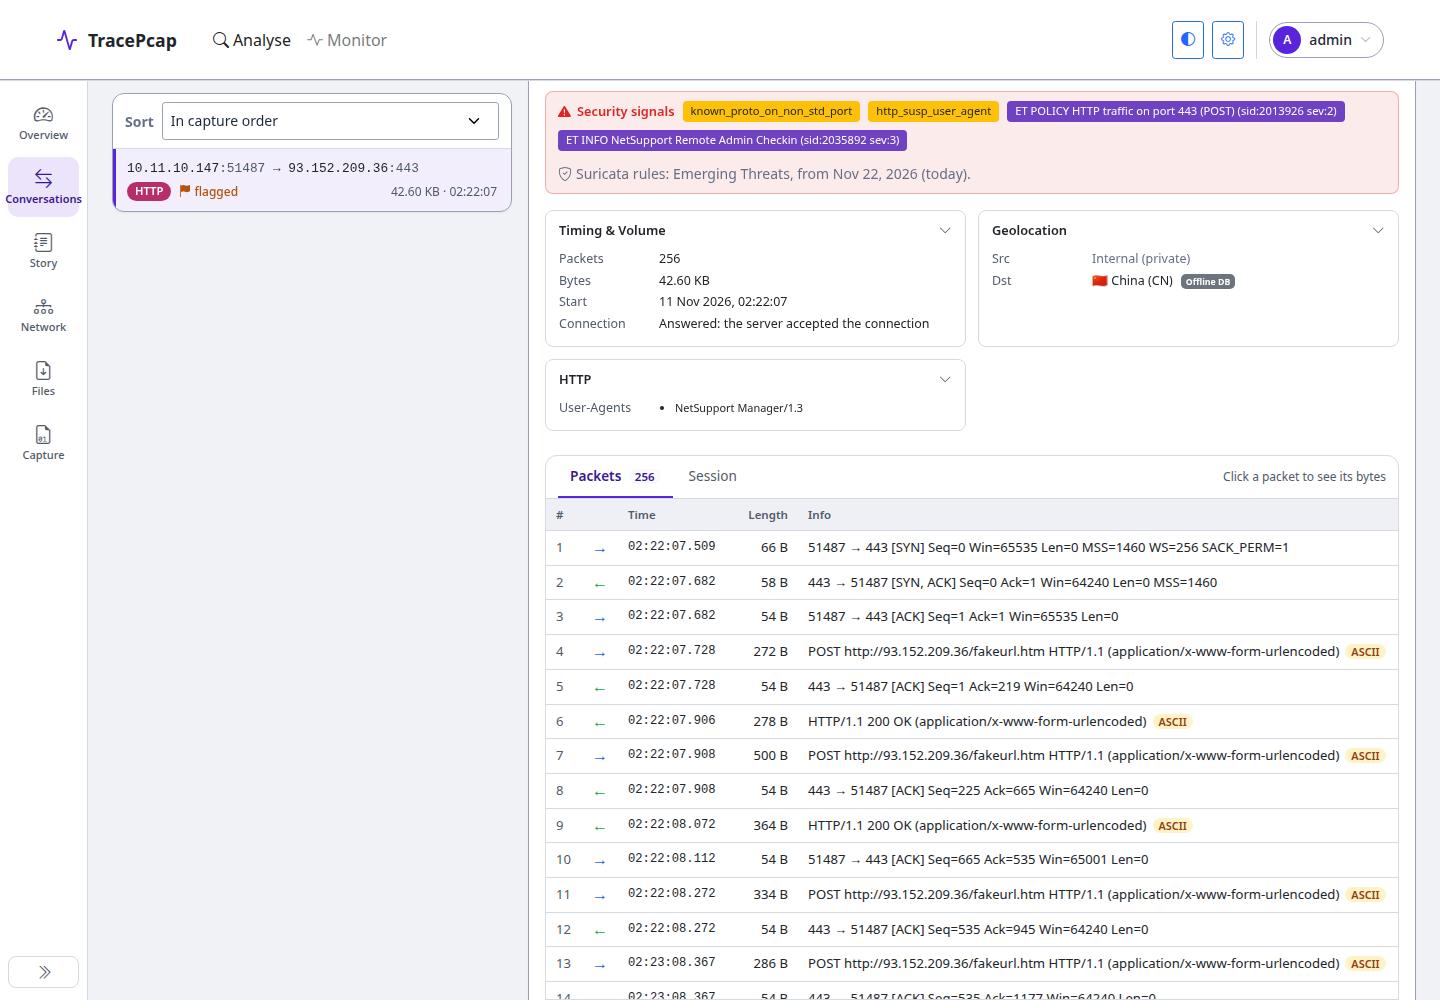 TracePcap
Analyse
Monitor
A
admin
Overview
Conversations
Story
Network
Files
Capture
Sort
In capture order
10.11.10.147:51487 → 93.152.209.36:443
HTTP flagged 42.60 KB · 02:22:07
Security signals known_proto_on_non_std_port http_susp_user_agent ET POLICY HTTP traffic on port 443 (POST) (sid:2013926 sev:2)
ET INFO NetSupport Remote Admin Checkin (sid:2035892 sev:3)
Suricata rules: Emerging Threats, from Nov 22, 2026 (today).
Timing & Volume
Packets 256
Bytes 42.60 KB
Start 11 Nov 2026, 02:22:07
Connection Answered: the server accepted the connection
Geolocation
Src Internal (private)
Dst China (CN) Offline DB
HTTP
User-Agents • NetSupport Manager/1.3
Packets 256 Session Click a packet to see its bytes
# Time Length Info
1 → 02:22:07.509 66 B 51487 → 443 [SYN] Seq=0 Win=65535 Len=0 MSS=1460 WS=256 SACK_PERM=1
2 ← 02:22:07.682 58 B 443 → 51487 [SYN, ACK] Seq=0 Ack=1 Win=64240 Len=0 MSS=1460
3 → 02:22:07.682 54 B 51487 → 443 [ACK] Seq=1 Ack=1 Win=65535 Len=0
4 → 02:22:07.728 272 B POST http://93.152.209.36/fakeurl.htm HTTP/1.1 (application/x-www-form-urlencoded) ASCII
5 ← 02:22:07.728 54 B 443 → 51487 [ACK] Seq=1 Ack=219 Win=64240 Len=0
6 ← 02:22:07.906 278 B HTTP/1.1 200 OK (application/x-www-form-urlencoded) ASCII
7 → 02:22:07.908 500 B POST http://93.152.209.36/fakeurl.htm HTTP/1.1 (application/x-www-form-urlencoded) ASCII
8 ← 02:22:07.908 54 B 443 → 51487 [ACK] Seq=225 Ack=665 Win=64240 Len=0
9 ← 02:22:08.072 364 B HTTP/1.1 200 OK (application/x-www-form-urlencoded) ASCII
10 → 02:22:08.112 54 B 51487 → 443 [ACK] Seq=665 Ack=535 Win=65001 Len=0
11 → 02:22:08.272 334 B POST http://93.152.209.36/fakeurl.htm HTTP/1.1 (application/x-www-form-urlencoded) ASCII
12 ← 02:22:08.272 54 B 443 → 51487 [ACK] Seq=535 Ack=945 Win=64240 Len=0
13 → 02:23:08.367 286 B POST http://93.152.209.36/fakeurl.htm HTTP/1.1 (application/x-www-form-urlencoded) ASCII
14 02:23:08.367 54 B 443 → 51487 [ACK] Seq=535 Ack=1177 Win=64240 Len=0